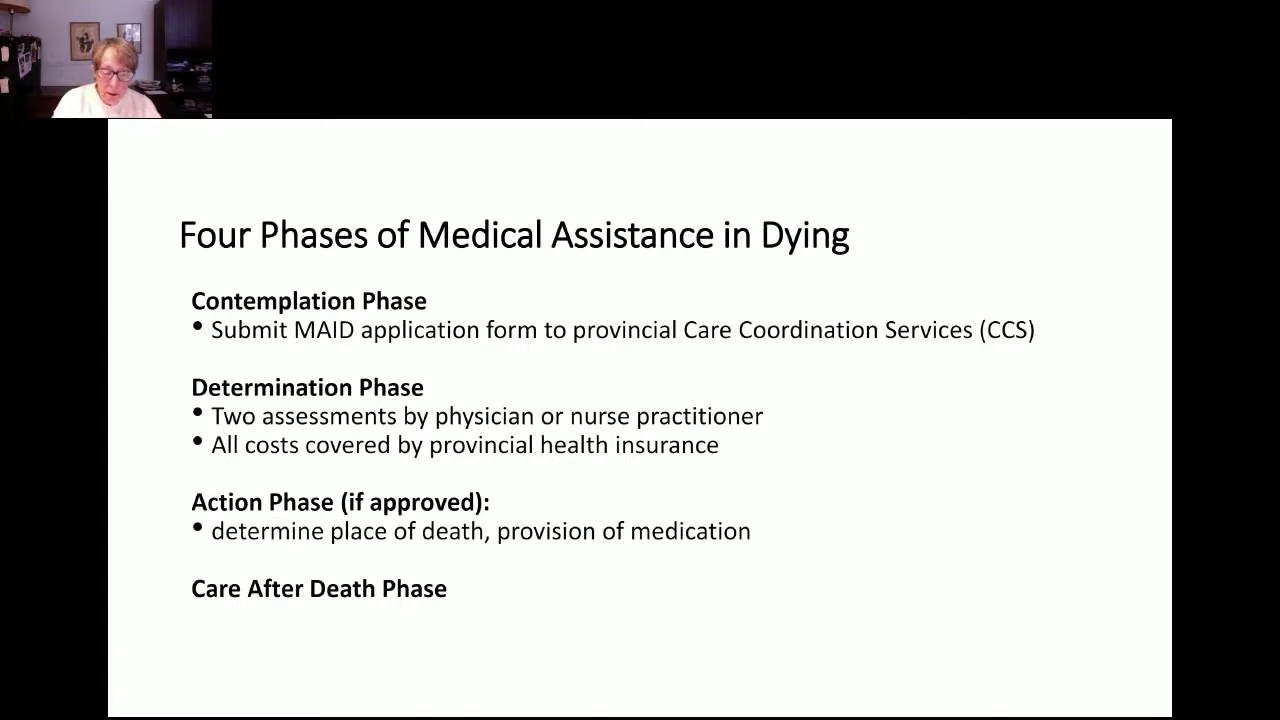 Four Phases of Medical Assistance in Dying
Contemplation Phase
• Submit MAID application form to provincial Care Coordination Services (CCS)
Determination Phase
• Two assessments by physician or nurse practitioner
• All costs covered by provincial health insurance
Action Phase (if approved):
• determine place of death, provision of medication
Care After Death Phase